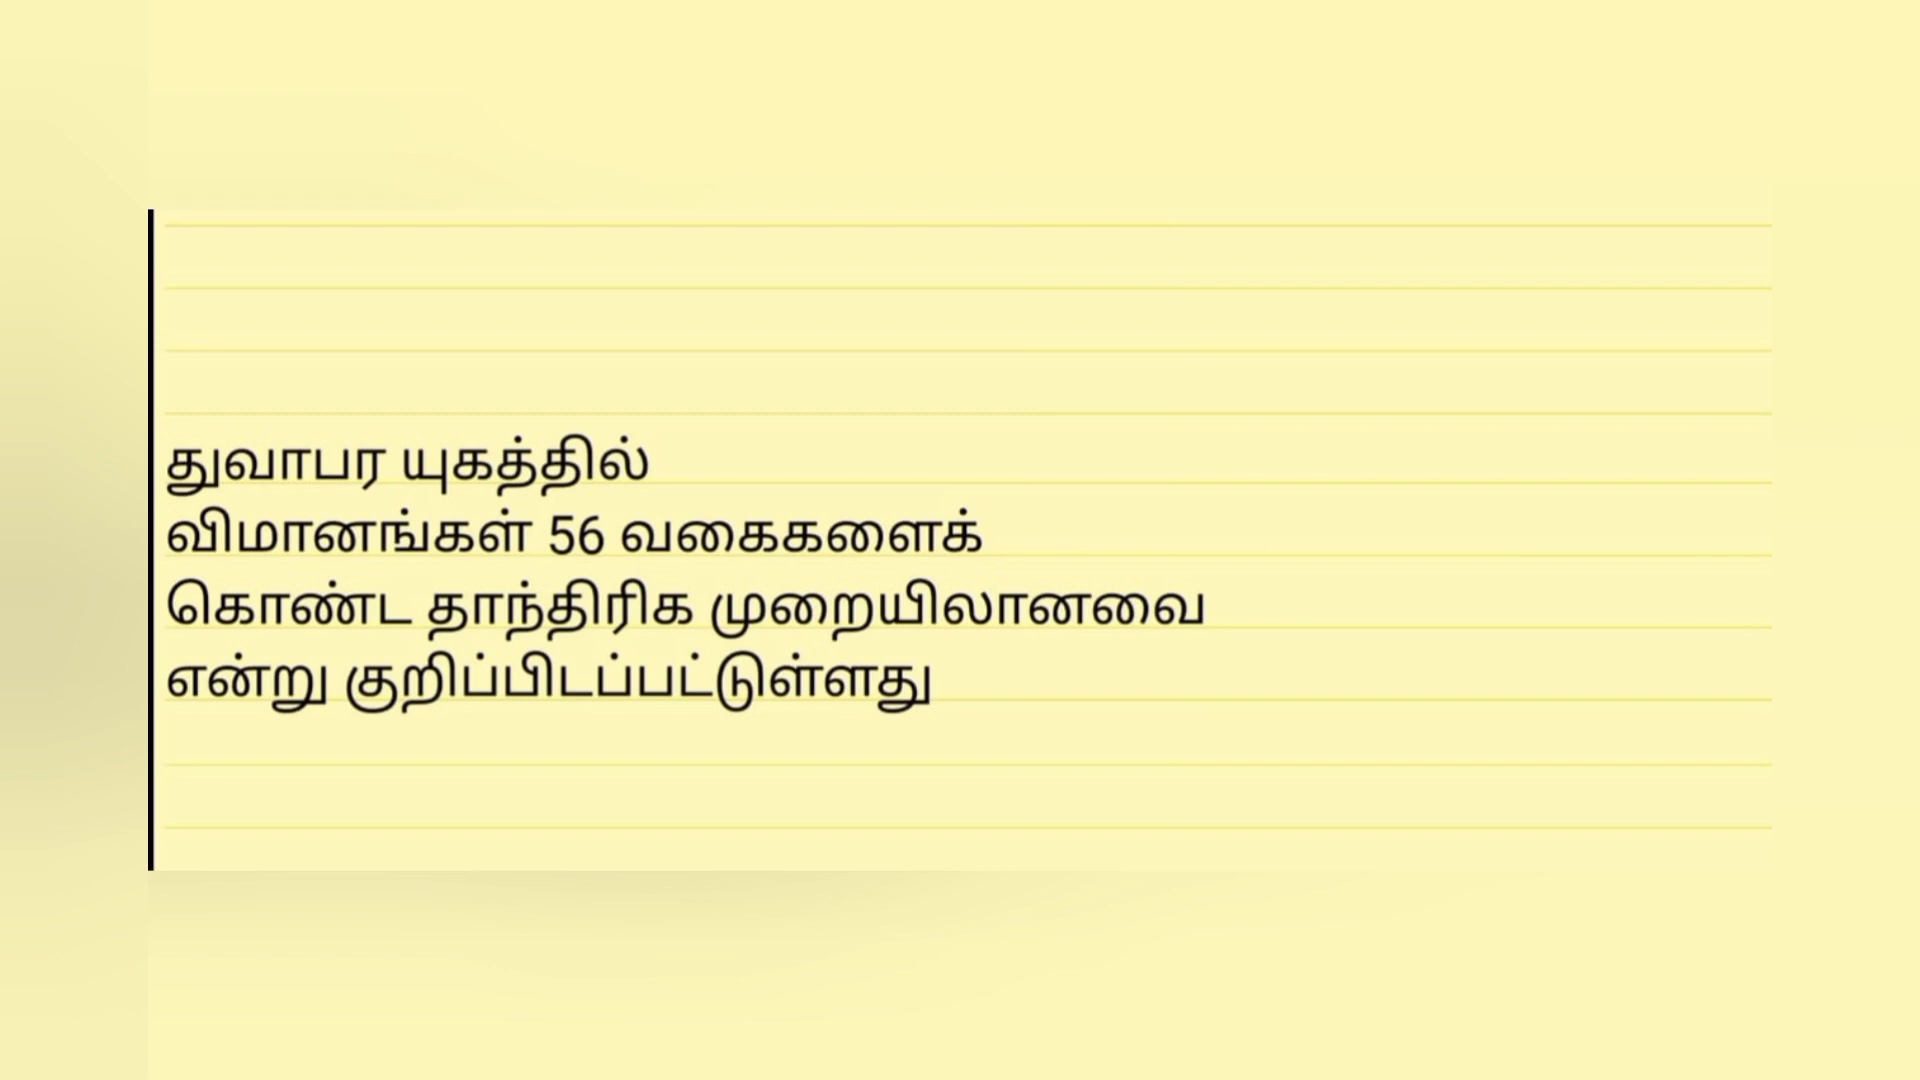 துவாபர யுகத்தில்
விமானங்கள் 56 வகைகளைக்
கொண்ட தாந்திரிக முறையிலானவை
என்று குறிப்பிடப்பட்டுள்ளது